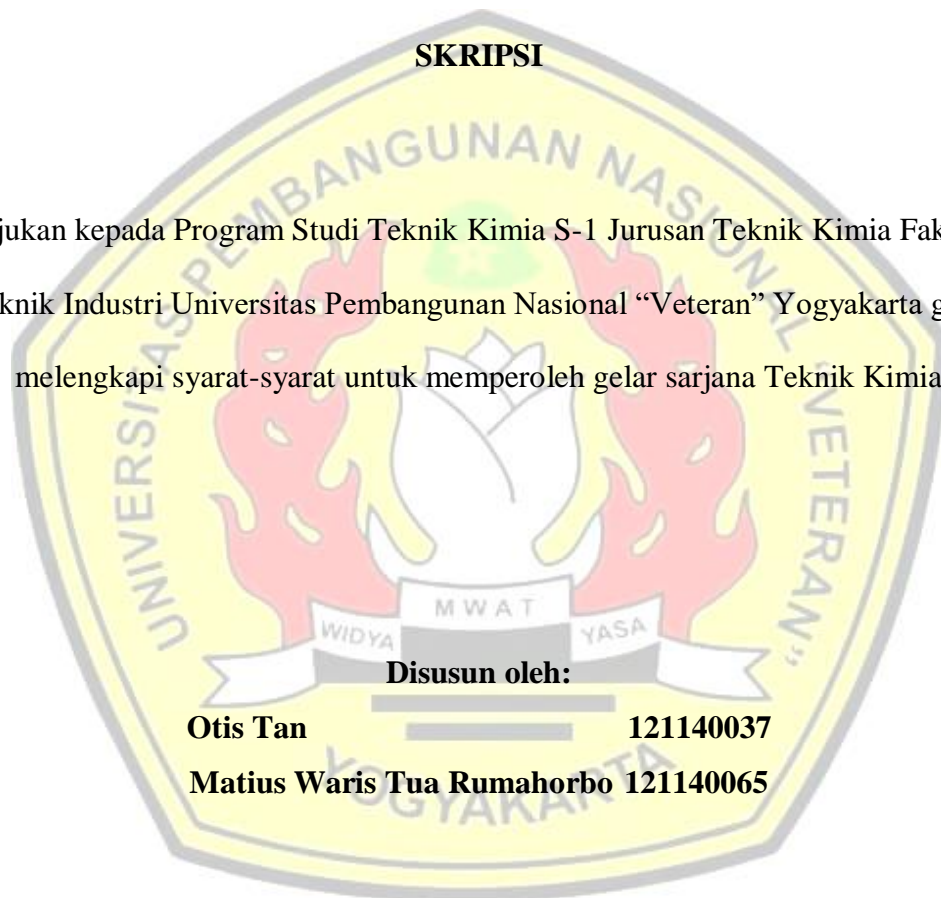 SKRIPSI
UNIVERSITAS PEMBANGUNAN NASIONAL “VETERAN”
jukan kepada Program Studi Teknik Kimia S-1 Jurusan Teknik Kimia Fak
knik Industri Universitas Pembangunan Nasional “Veteran” Yogyakarta g
melengkapi syarat-syarat untuk memperoleh gelar sarjana Teknik Kimia
WIDYA MWAT YASA
Disusun oleh:
Otis Tan 121140037
Matius Waris Tua Rumahorbo 121140065
YOGYAKARTA